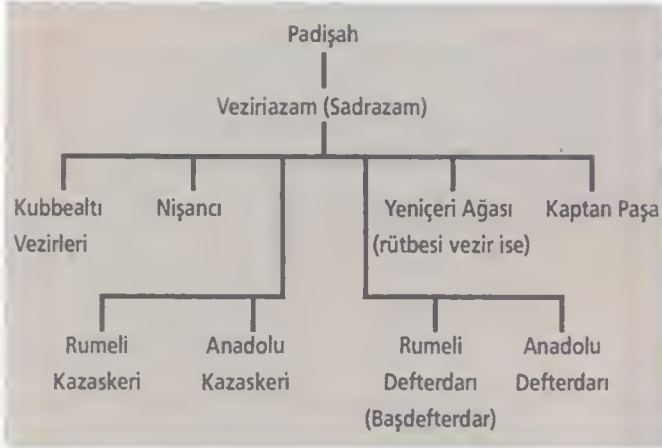 Padişah
Veziriazam (Sadrazam)
Kubbealtı
Vezirleri
Nişancı
Yeniçeri Ağası
(rütbesi vezir ise)
Kaptan Paşa
Rumeli
Kazaskeri
Anadolu
Kazaskeri
Rumeli
Defterdarı
(Başdefterdar)
Anadolu
Defterdarı